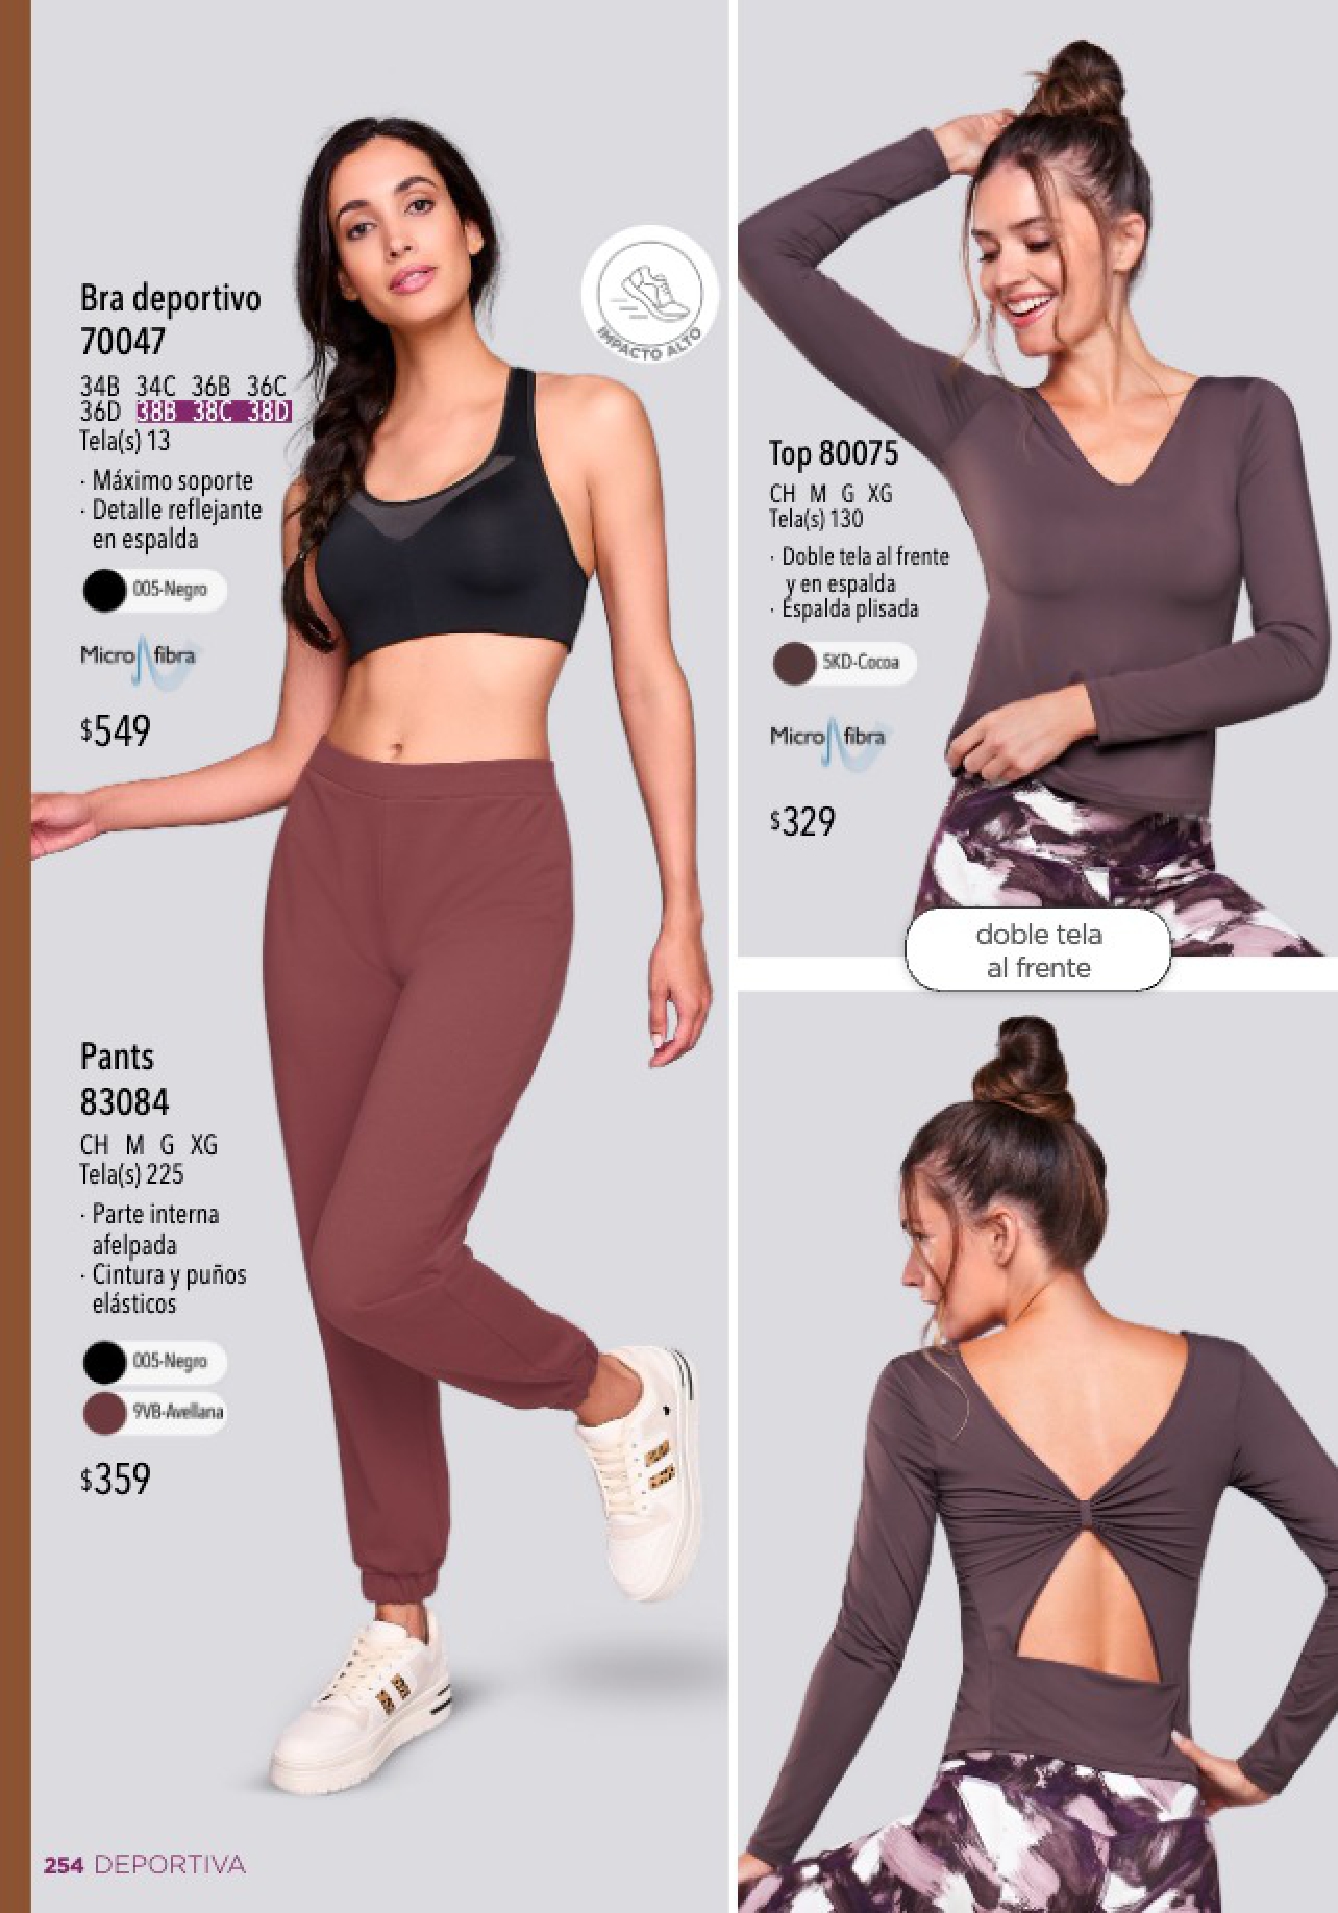 Bra deportivo
70047
34B 34C 36B 36C
36D 38B 38C 38D
Tela(s) 13
· Máximo soporte
· Detalle reflejante
en espalda
005-Negro
Micro fibra
$549
IMPACTO ALTO
Pants
83084
CH M G XG
Tela(s) 225
· Parte interna
afelpada
· Cintura y puños
elásticos
005-Negro
9VB-Avellana
$359
Top 80075
CH M G XG
Tela(s) 130
· Doble tela al frente
y en espalda
· Espalda plisada
5KD-Cocoa
Micro fibra
$329
doble tela
al frente
254 DEPORTIVA